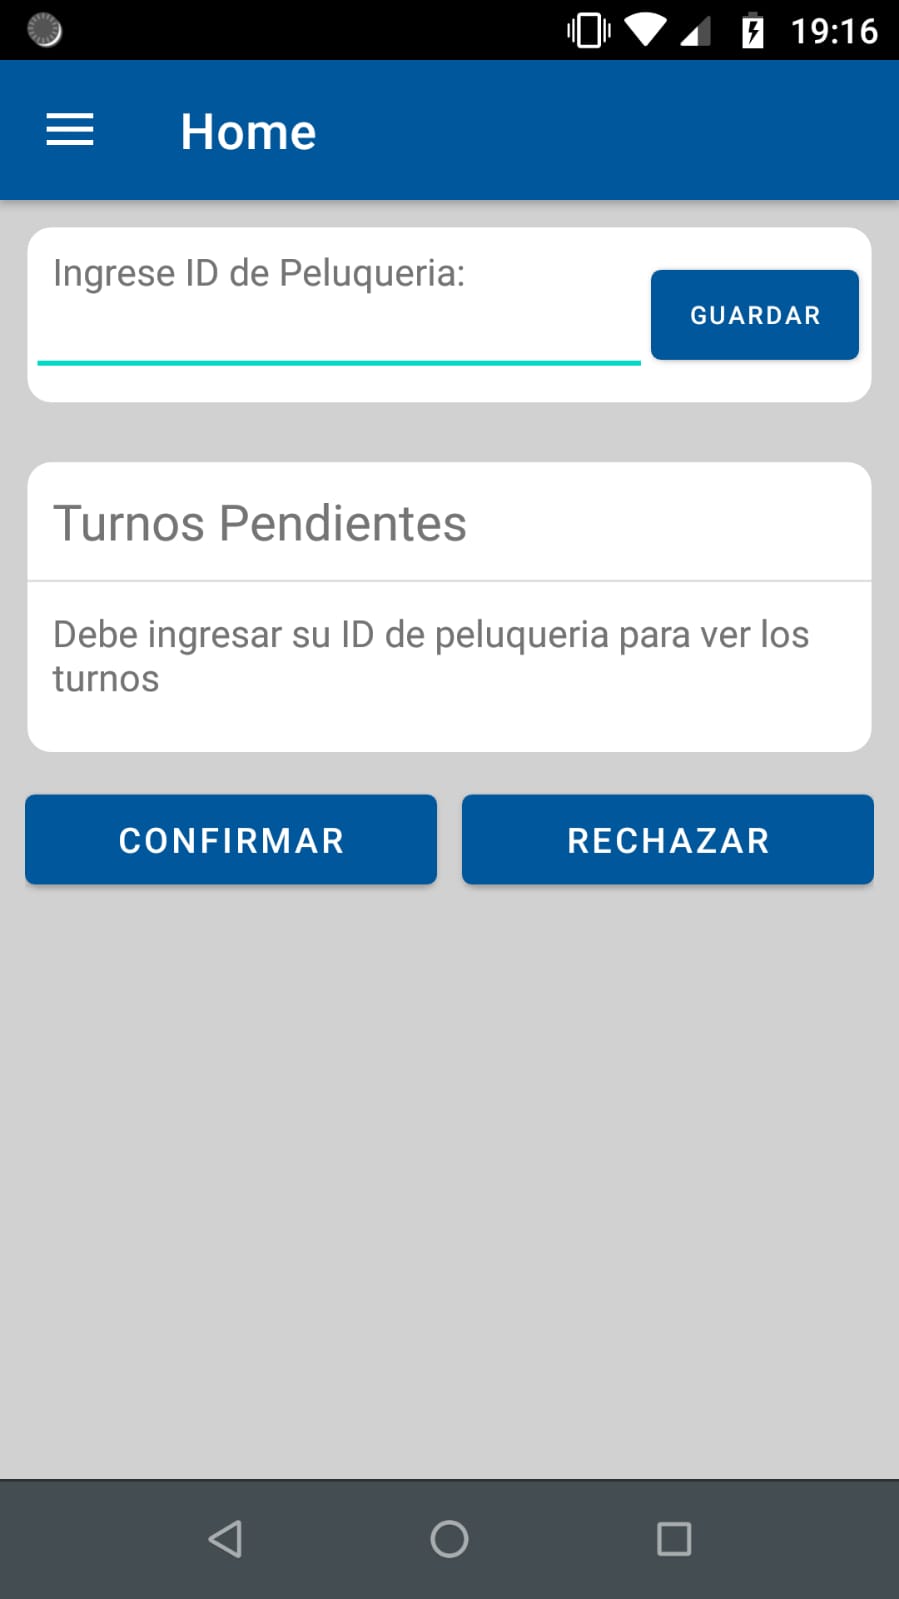 19:16
Home
Ingrese ID de Peluqueria:
GUARDAR
Turnos Pendientes
Debe ingresar su ID de peluqueria para ver los
turnos
CONFIRMAR
RECHAZAR